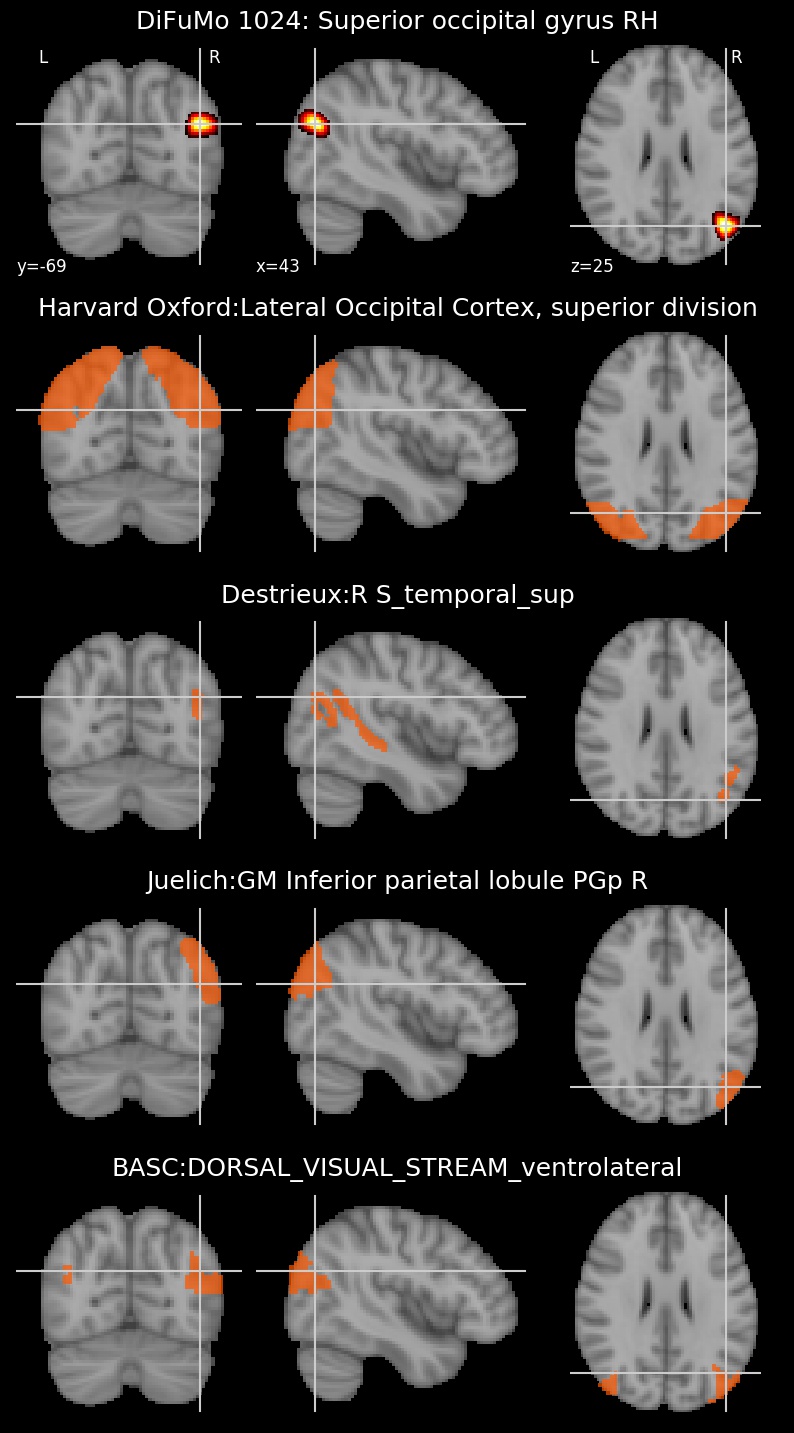 DiFuMo 1024: Superior occipital gyrus RH
L R L R
y=-69 x=43 z=25
Harvard Oxford:Lateral Occipital Cortex, superior division
Destrieux:R S_temporal_sup
Juelich:GM Inferior parietal lobule PGp R
BASC:DORSAL_VISUAL_STREAM_ventrolateral